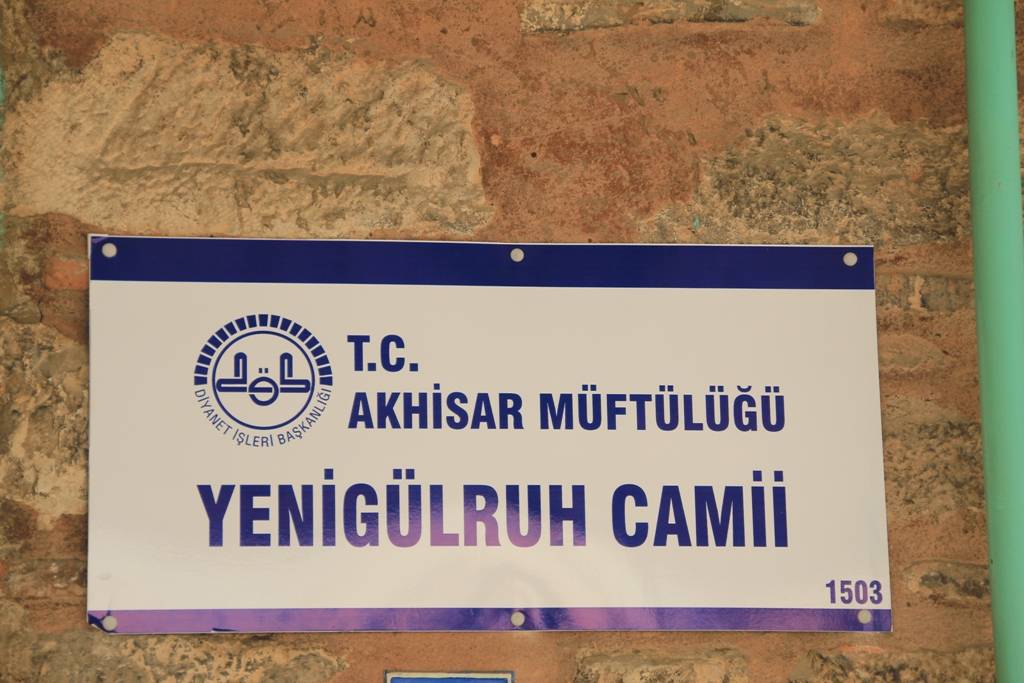 T.C.
AKHİSAR MÜFTÜLÜĞÜ
DİYANET İŞLERİ BAŞKANLIĞI
YENİGÜLRUH CAMİİ
1503